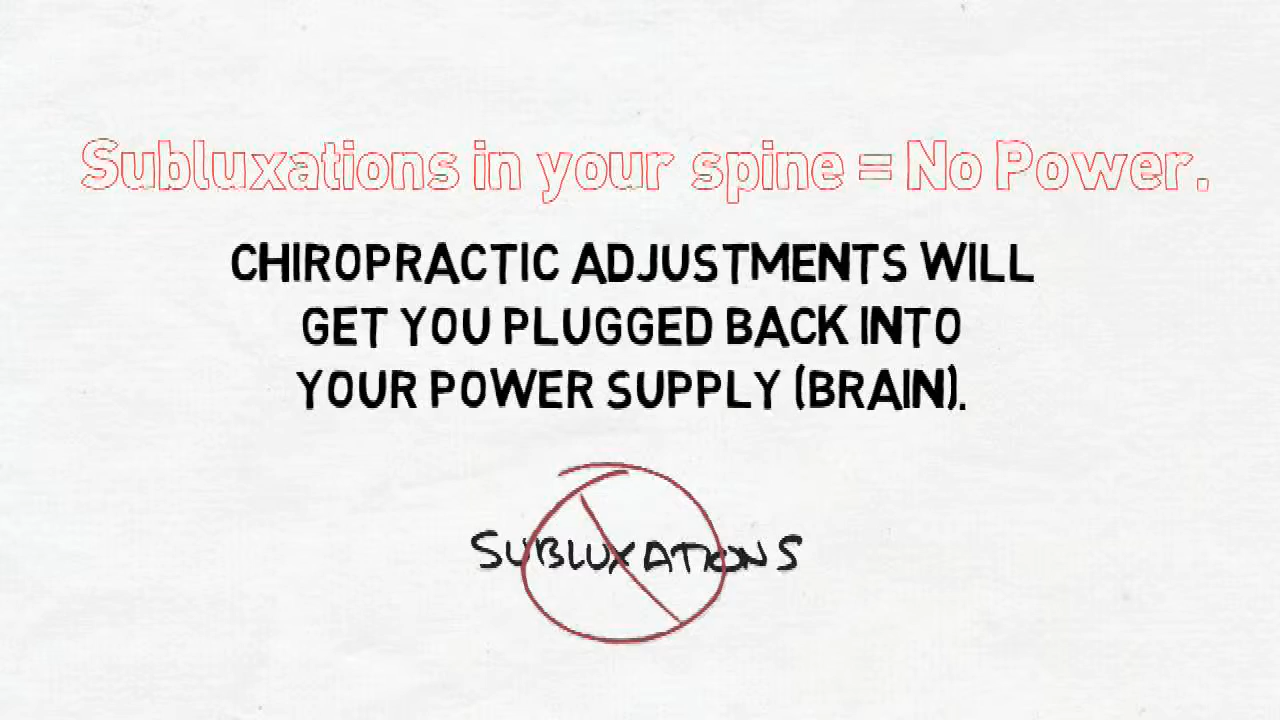 Subluxations in your spine = No Power.
CHIROPRACTIC ADJUSTMENTS WILL
GET YOU PLUGGED BACK INTO
YOUR POWER SUPPLY (BRAIN).
SUBLUXATIONS